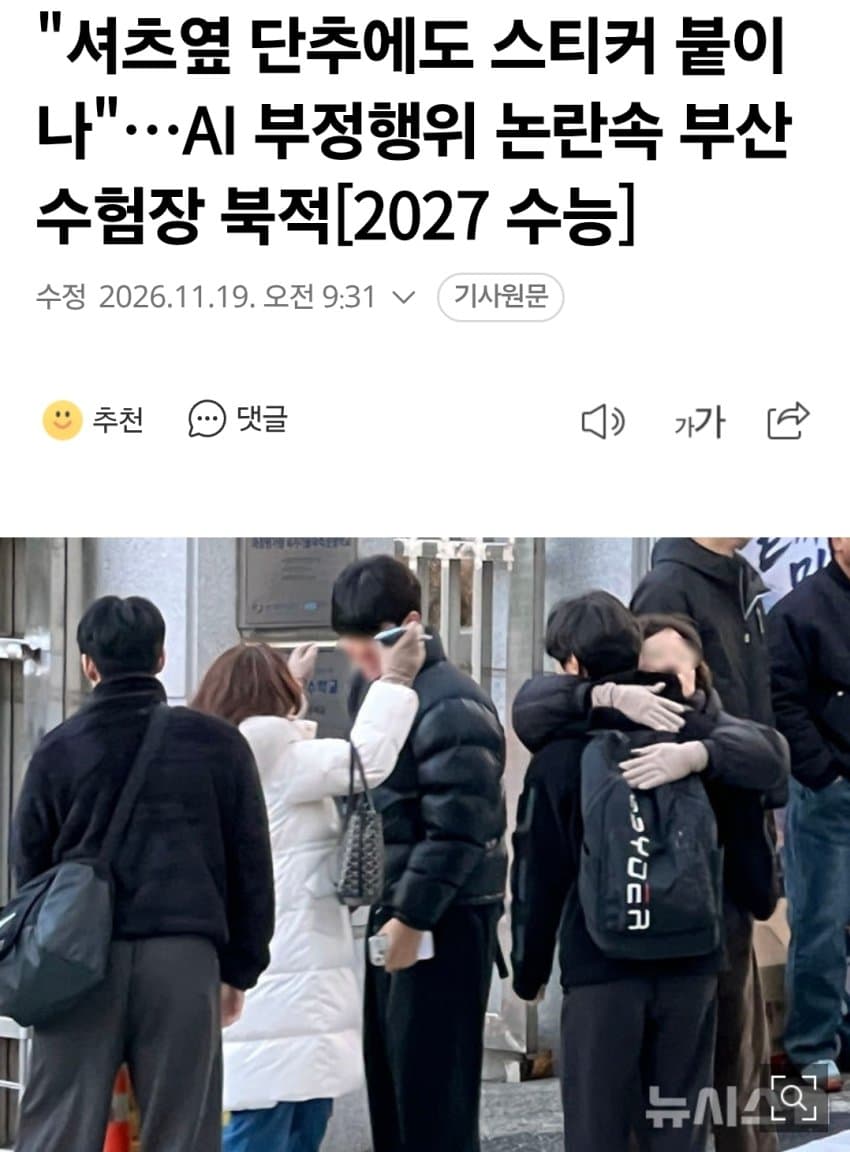 "셔츠옆 단추에도 스티커 붙이
나"…AI 부정행위 논란속 부산
수험장 북적[2027 수능]
수정 2026.11.19. 오전 9:31
기사원문
추천
댓글
가가
뉴시스